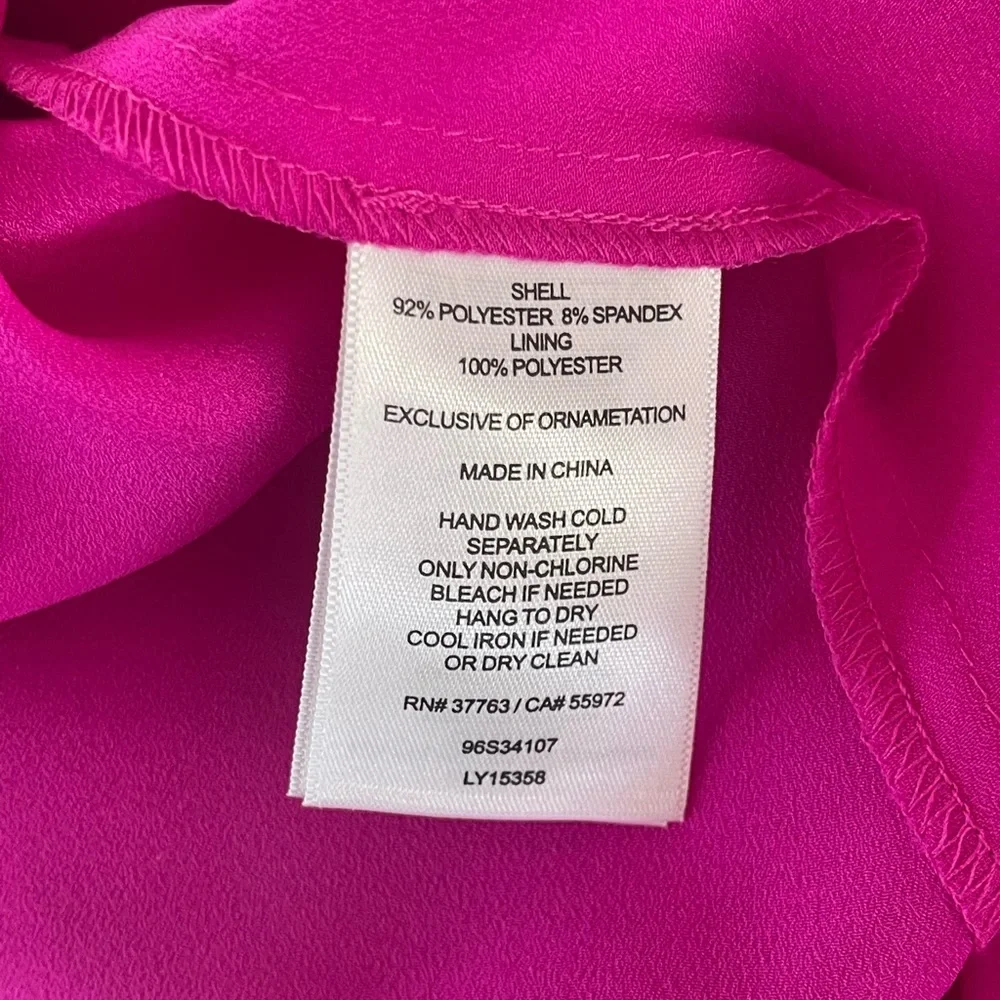 SHELL
92% POLYESTER 8% SPANDEX
LINING
100% POLYESTER
EXCLUSIVE OF ORNAMETATION
MADE IN CHINA
HAND WASH COLD
SEPARATELY
ONLY NON-CHLORINE
BLEACH IF NEEDED
HANG TO DRY
COOL IRON IF NEEDED
OR DRY CLEAN
RN# 37763 / CA# 55972
96S34107
LY15358